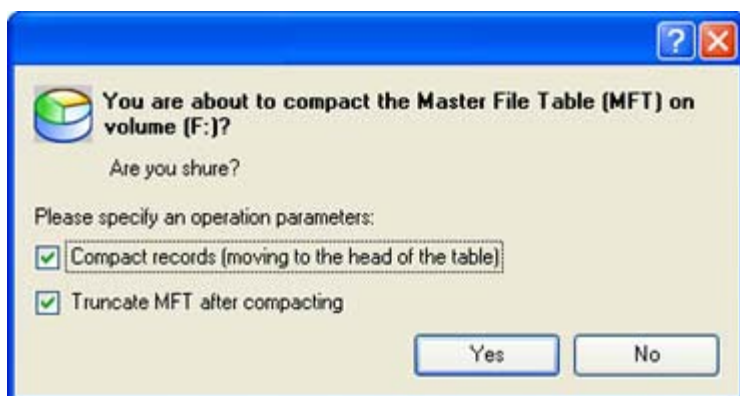 You are about to compact the Master File Table (MFT) on
volume (F:)?
Are you shure?
Please specify an operation parameters:
Compact records (moving to the head of the table)
Truncate MFT after compacting
Yes No